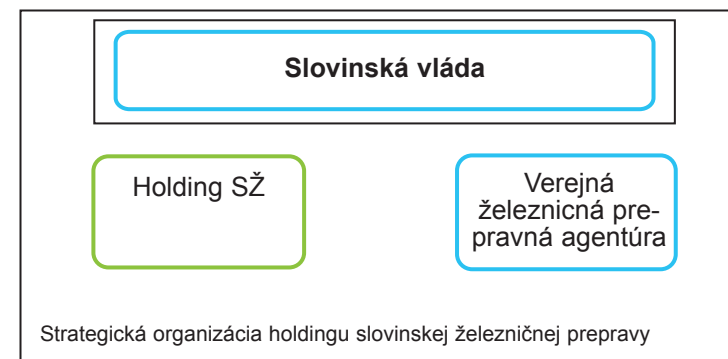 Slovinská vláda
Holding SŽ
Verejná
železnicná pre-
pravná agentúra
Strategická organizácia holdingu slovinskej železničnej prepravy